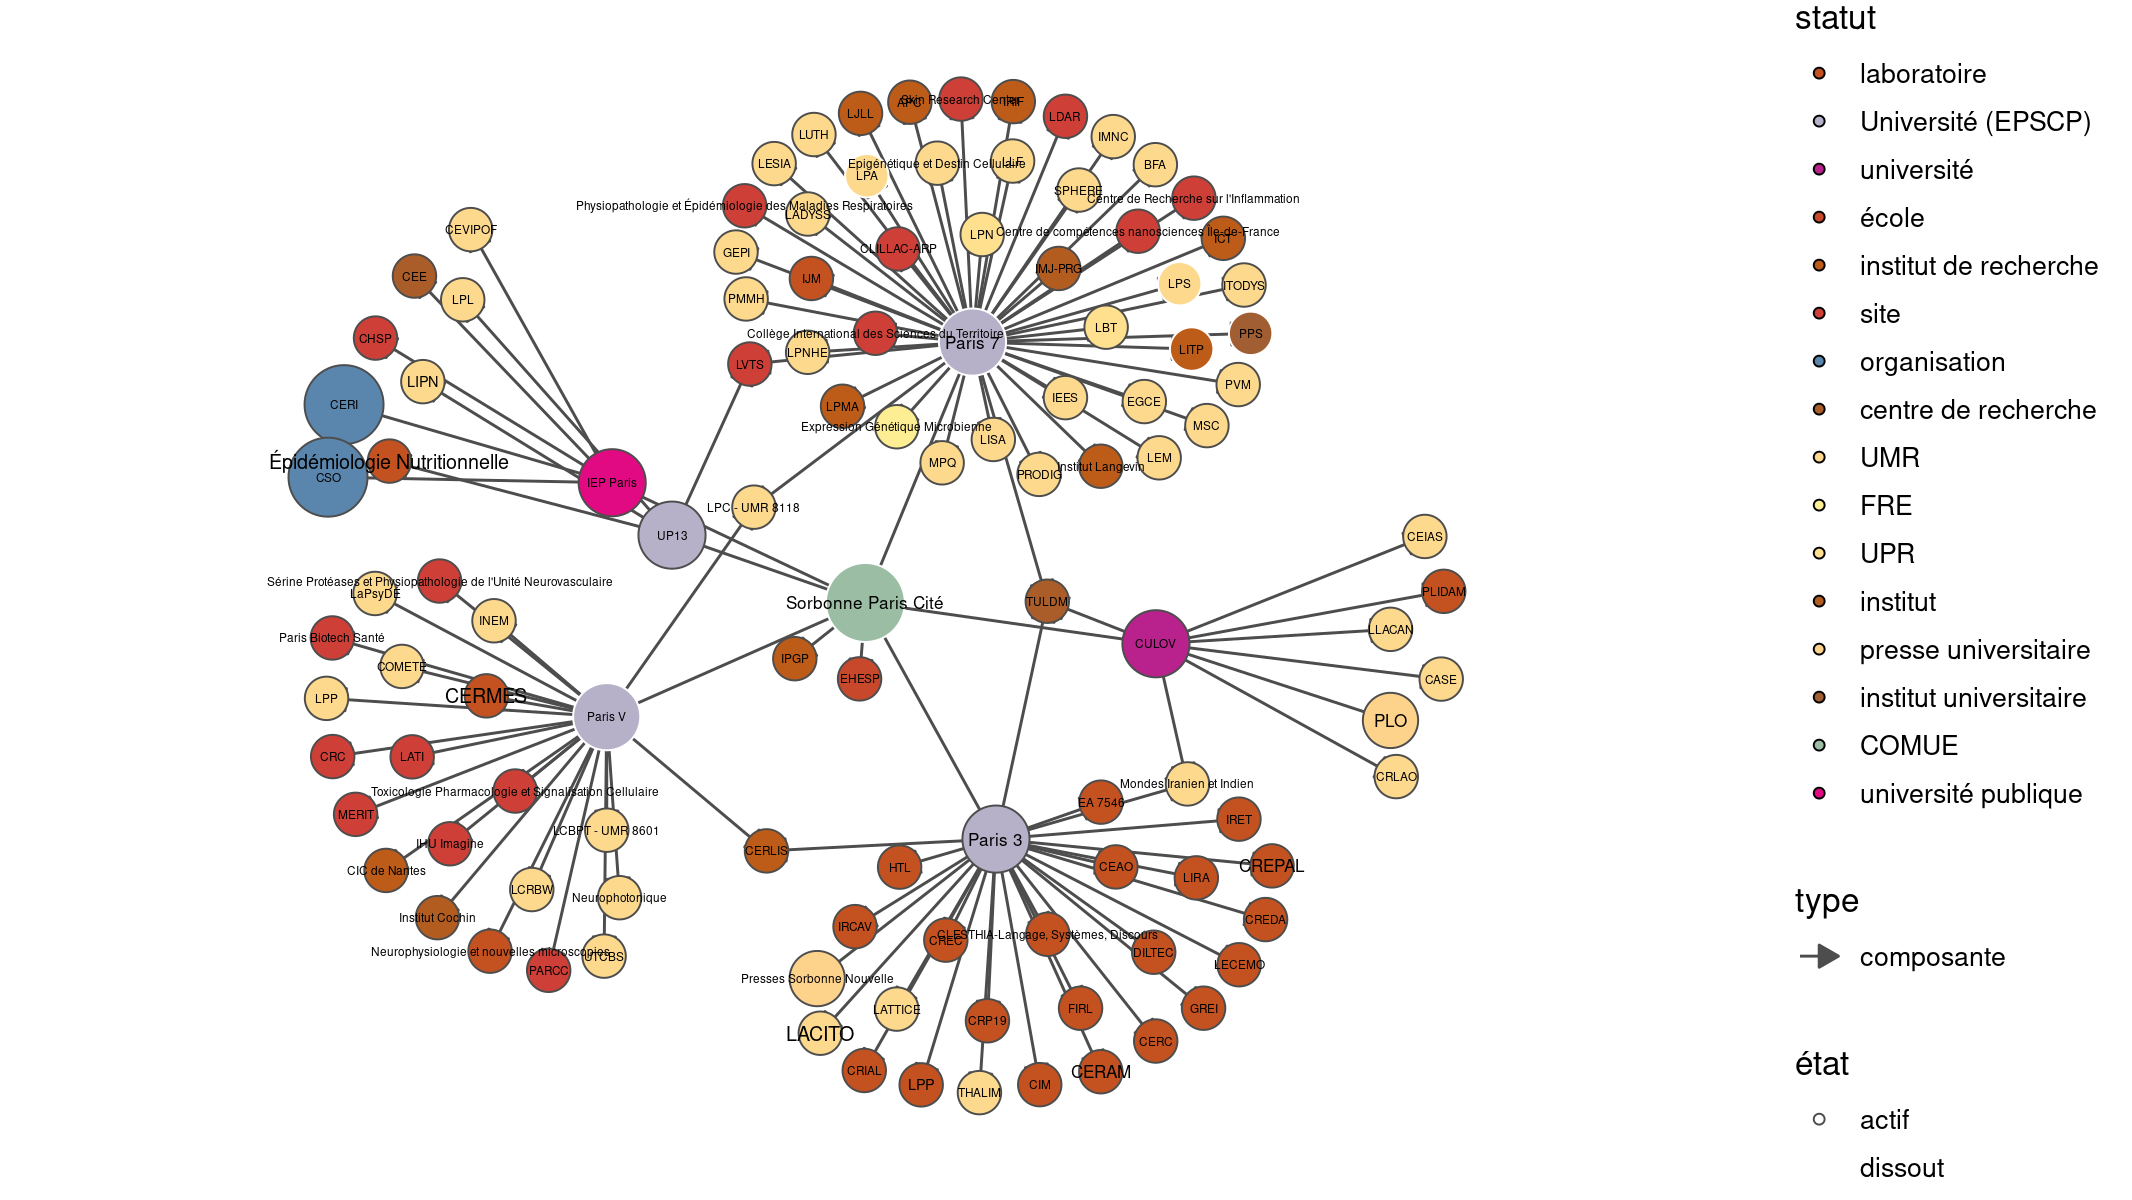 statut
laboratoire
Université (EPSCP)
université
école
institut de recherche
site
organisation
centre de recherche
UMR
FRE
UPR
institut
presse universitaire
institut universitaire
COMUE
université publique
type
composante
état
actif
dissout
APC
Skin Research Center
IRIF
LJLL
LDAR
LUTH
IMNC
LESIA
Epigénétique et Destin Cellulaire
LLF
BFA
LPA
SPHERE
Centre de Recherche sur l'Inflammation
Physiopathologie et Épidémiologie des Maladies Respiratoires
LADYSS
CEVIPOF
LPN
Centre de compétences nanosciences Île-de-France
ICT
CLILLAC-ARP
GEPI
IMJ-PRG
CEE
IJM
LPS
ITODYS
LPL
PMMH
LBT
PPS
Collège International des Sciences du Territoire
Paris 7
CHSP
LITP
LPNHE
LVTS
LIPN
PVM
IEES
EGCE
CERI
LPMA
Expression Génétique Microbienne
MSC
LISA
Épidémiologie Nutritionnelle
MPQ
LEM
Institut Langevin
PRODIG
CSO
IEP Paris
LPC - UMR 8118
UP13
CEIAS
Sérine Protéases et Physiopathologie de l'Unité Neurovasculaire
LaPsyDE
PLIDAM
Sorbonne Paris Cité
TULDM
INEM
LLACAN
Paris Biotech Santé
CULOV
IPGP
COMETE
EHESP
CASE
CERMES
LPP
Paris V
PLO
CRC
LATI
CRLAO
Mondes Iranien et Indien
Toxicologie Pharmacologie et Signalisation Cellulaire
EA 7546
MERIT
IRET
LCBPT - UMR 8601
IHU Imagine
Paris 3
CERLIS
CREPAL
HTL
CEAO
CIC de Nantes
LIRA
LCRBW
Neurophotonique
Institut Cochin
CREDA
IRCAV
CREC
CLESTHIA-Langage, Systèmes, Discours
Neurophysiologie et nouvelles microscopies
DILTEC
UTCBS
LECEMO
PARCC
Presses Sorbonne Nouvelle
LATTICE
FIRL
GREI
CRP19
LACITO
CERC
CRIAL
CERAM
LPP
CIM
THALIM